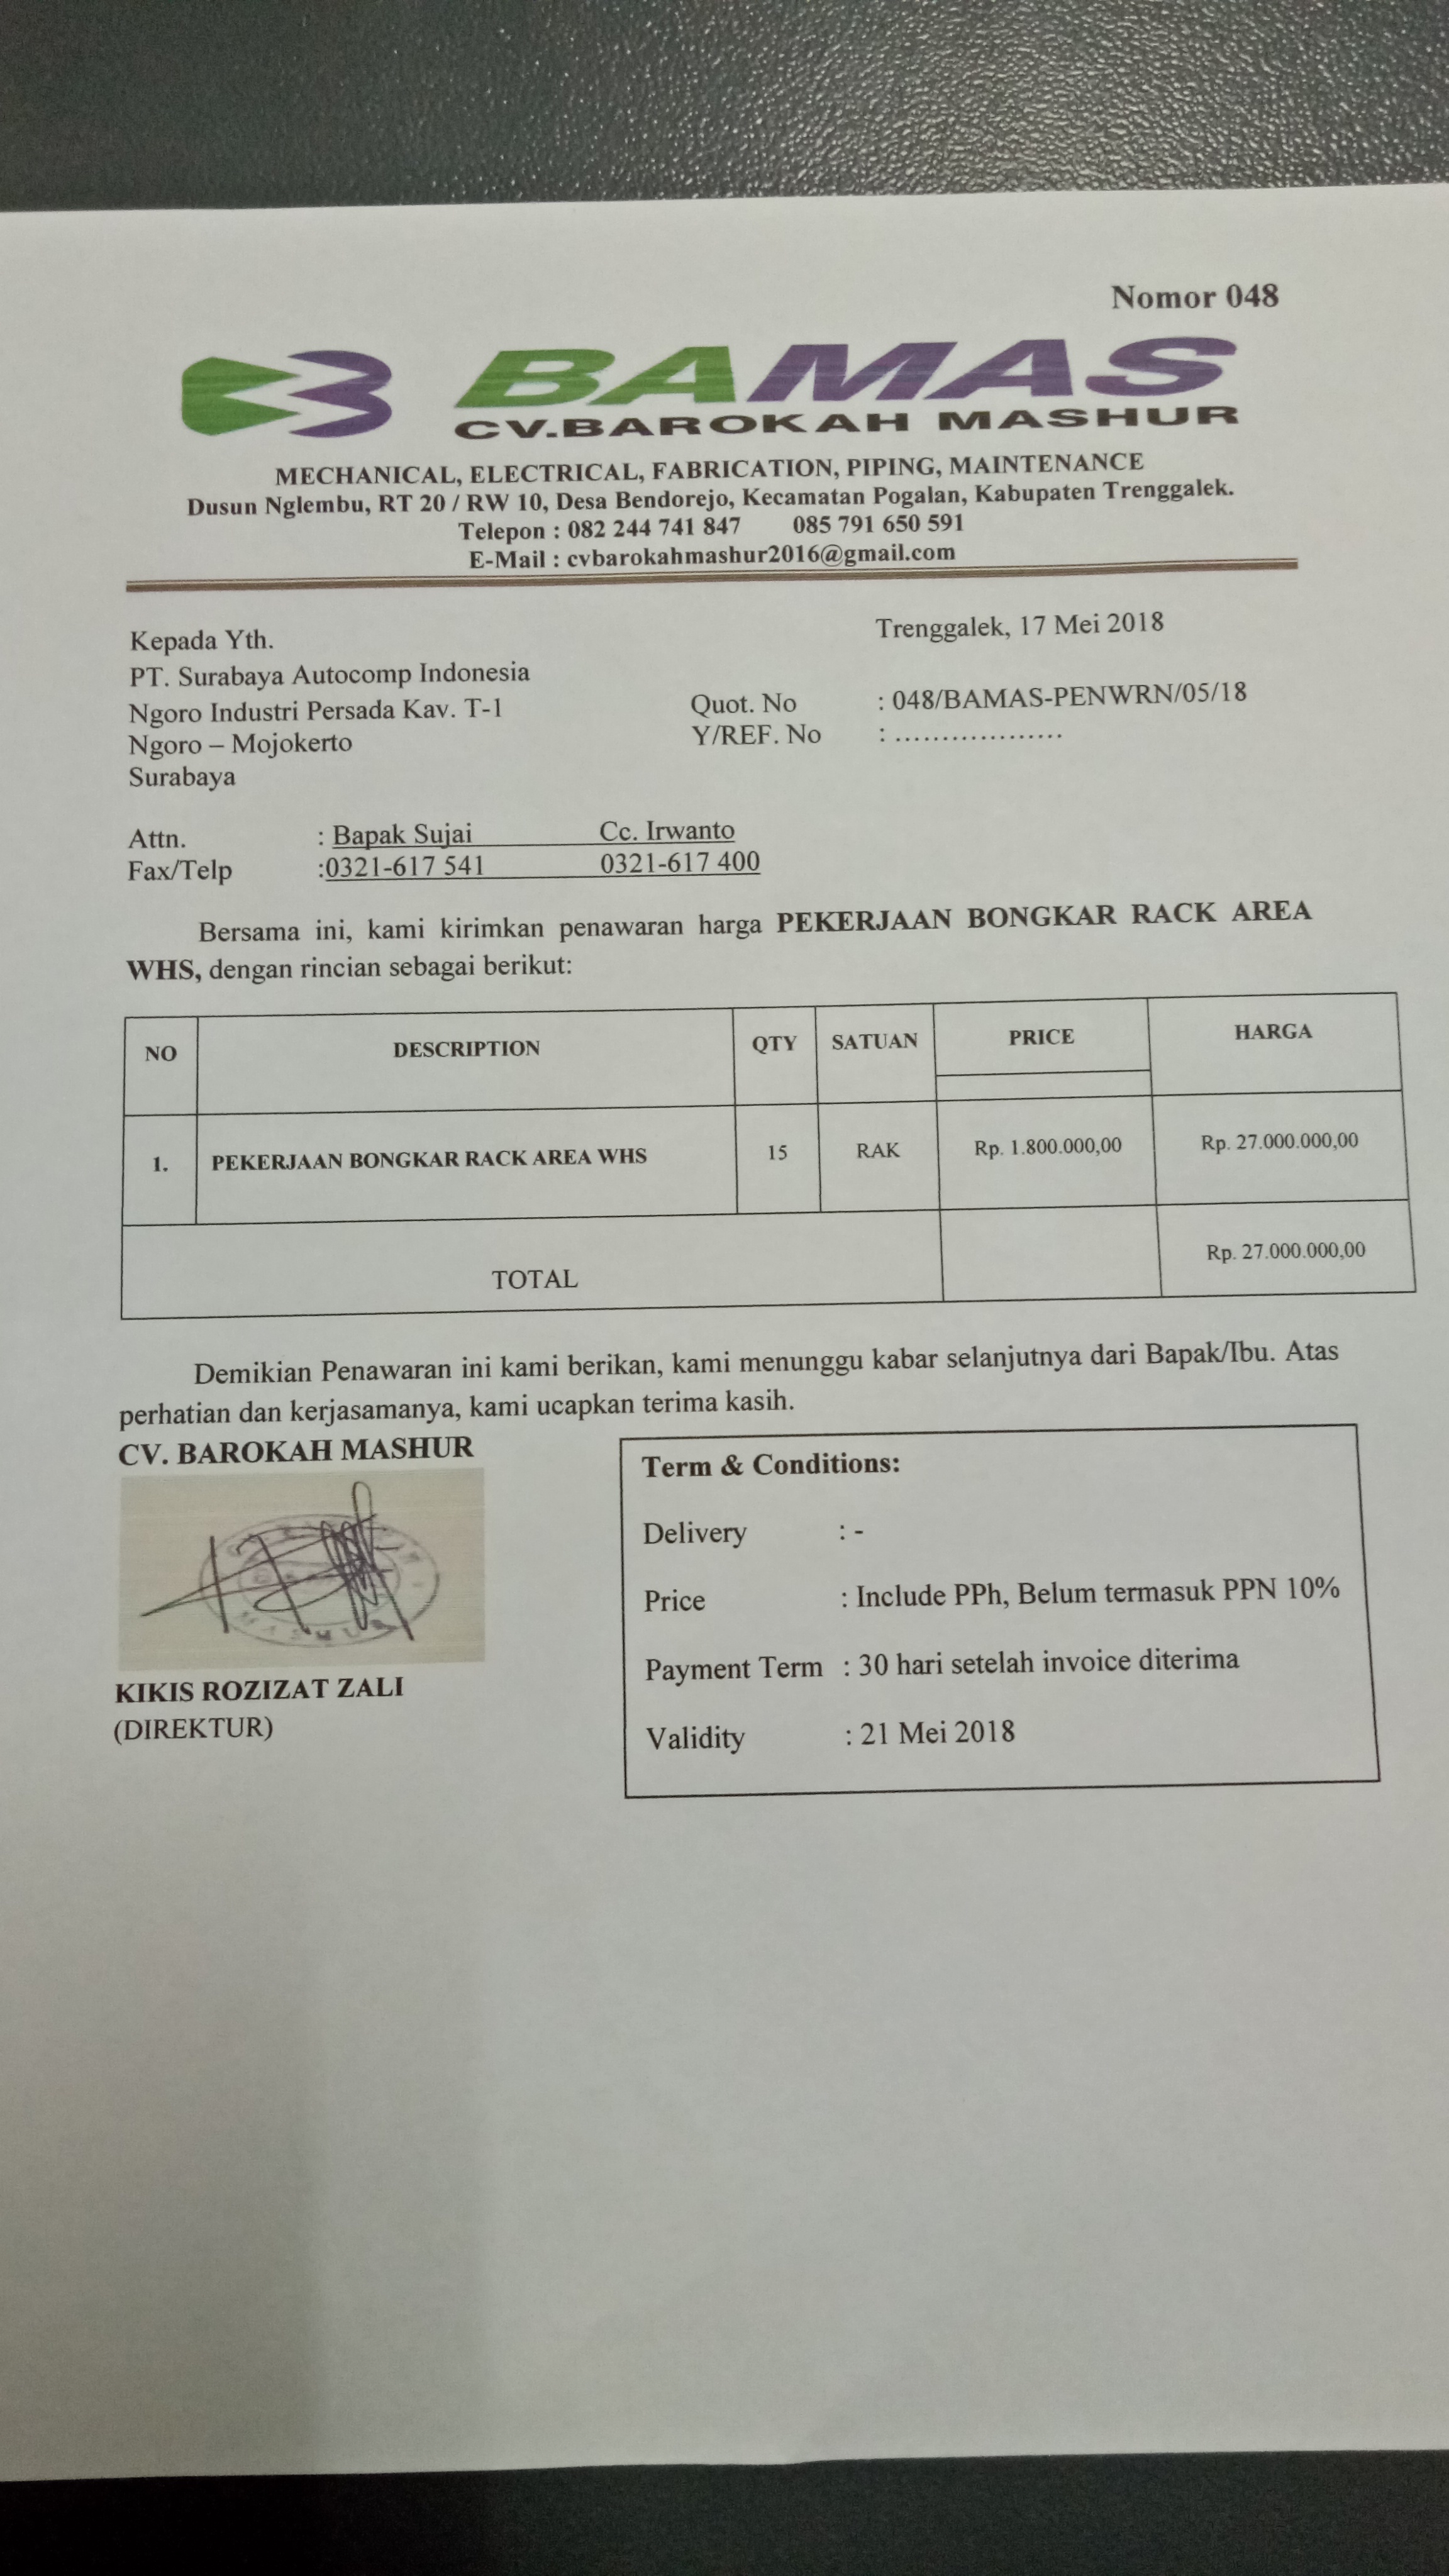 Nomor 048
BAMAS
CV.BAROKAH MASHUR
MECHANICAL, ELECTRICAL, FABRICATION, PIPING, MAINTENANCE
Dusun Nglembu, RT 20 / RW 10, Desa Bendorejo, Kecamatan Pogalan, Kabupaten Trenggalek.
Telepon : 082 244 741 847 085 791 650 591
E-Mail : cvbarokahmashur2016@gmail.com
Trenggalek, 17 Mei 2018
Kepada Yth.
PT. Surabaya Autocomp Indonesia
Ngoro Industri Persada Kav. T-1
Ngoro – Mojokerto
Surabaya
Quot. No : 048/BAMAS-PENWRN/05/18
Y/REF. No : ..................
Attn. : Bapak Sujai Cc. Irwanto
Fax/Telp :0321-617 541 0321-617 400
Bersama ini, kami kirimkan penawaran harga PEKERJAAN BONGKAR RACK AREA
WHS, dengan rincian sebagai berikut:
NO DESCRIPTION QTY SATUAN PRICE HARGA
1. PEKERJAAN BONGKAR RACK AREA WHS 15 RAK Rp. 1.800.000,00 Rp. 27.000.000,00
TOTAL Rp. 27.000.000,00
Demikian Penawaran ini kami berikan, kami menunggu kabar selanjutnya dari Bapak/Ibu. Atas
perhatian dan kerjasamanya, kami ucapkan terima kasih.
CV. BAROKAH MASHUR
MASHUR
KIKIS ROZIZAT ZALI
(DIREKTUR)
Term & Conditions:
Delivery : -
Price : Include PPh, Belum termasuk PPN 10%
Payment Term : 30 hari setelah invoice diterima
Validity : 21 Mei 2018